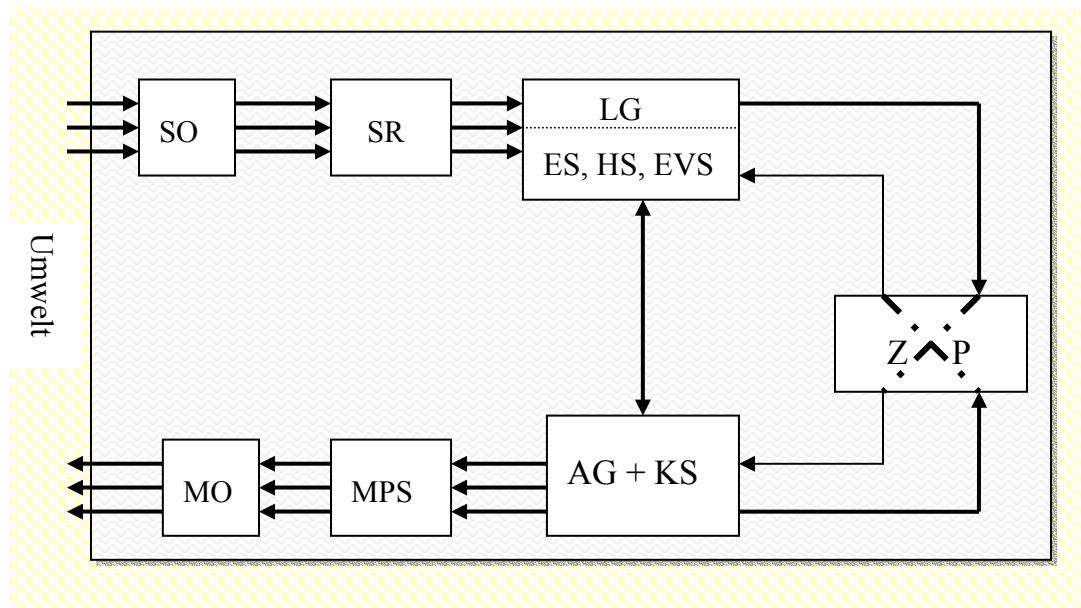 SO
SR
LG
ES, HS, EVS
Umwelt
Z P
MO
MPS
AG + KS